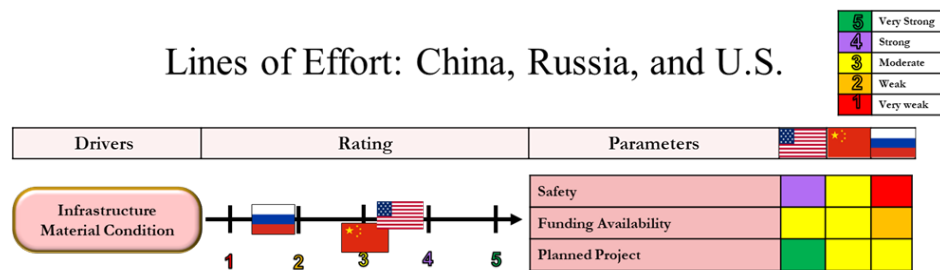 5 Very Strong
4 Strong
3 Moderate
2 Weak
1 Very weak
Lines of Effort: China, Russia, and U.S.
Drivers Rating Parameters
Infrastructure
Material Condition
1 2 3 4 5
Safety
Funding Availability
Planned Project